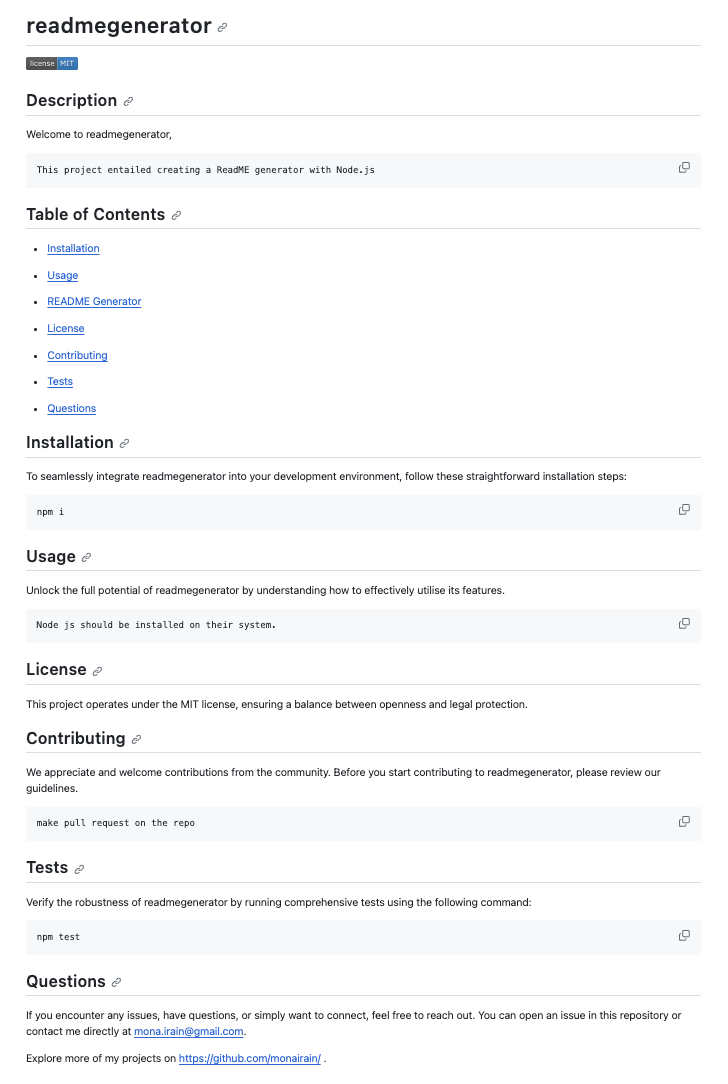 readmegenerator
license MIT
Description
Welcome to readmegenerator,
This project entailed creating a ReadME generator with Node.js
Table of Contents
Installation
Usage
README Generator
License
Contributing
Tests
Questions
Installation
To seamlessly integrate readmegenerator into your development environment, follow these straightforward installation steps:
npm i
Usage
Unlock the full potential of readmegenerator by understanding how to effectively utilise its features.
Node js should be installed on their system.
License
This project operates under the MIT license, ensuring a balance between openness and legal protection.
Contributing
We appreciate and welcome contributions from the community. Before you start contributing to readmegenerator, please review our
guidelines.
make pull request on the repo
Tests
Verify the robustness of readmegenerator by running comprehensive tests using the following command:
npm test
Questions
If you encounter any issues, have questions, or simply want to connect, feel free to reach out. You can open an issue in this repository or
contact me directly at mona.irain@gmail.com.
Explore more of my projects on https://github.com/monairain/ .